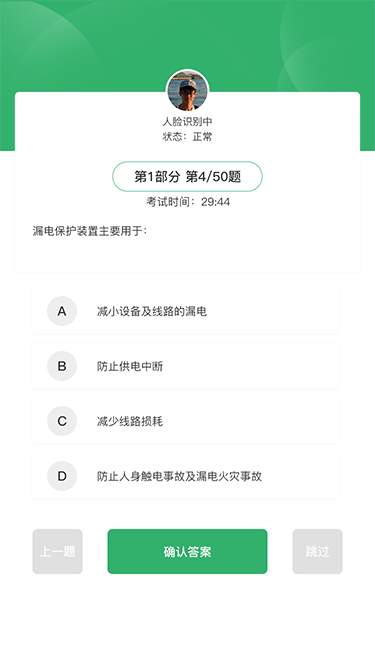 人脸识别中
状态：正常
第1部分 第4/50题
考试时间：29:44
漏电保护装置主要用于：
A 减小设备及线路的漏电
B 防止供电中断
C 减少线路损耗
D 防止人身触电事故及漏电火灾事故
上一题 确认答案 跳过